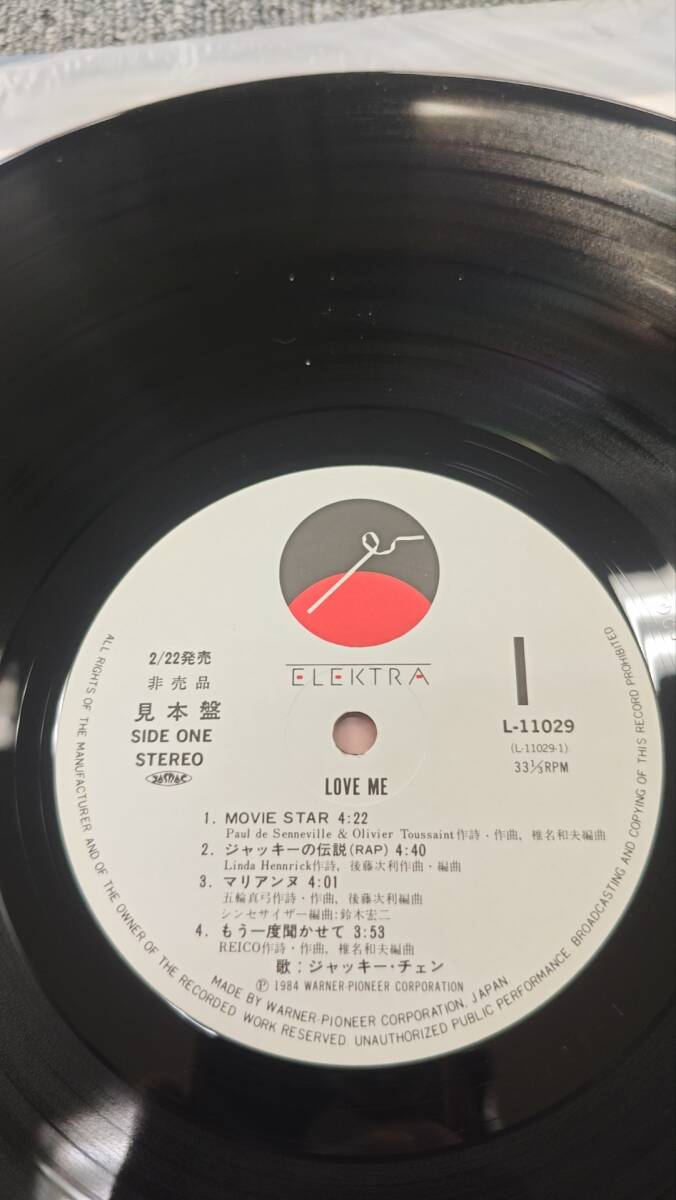 ELEKTRA
2/22発売
非売品
見本盤
SIDE ONE
STEREO
L-11029
(L-11029-1)
33⅓RPM
LOVE ME
1. MOVIE STAR 4:22
Paul de Senneville & Olivier Toussaint作詩・作曲, 椎名和夫編曲
2. ジャッキーの伝説(RAP) 4:40
Linda Hennrick作詩, 後藤次利作曲・編曲
3. マリアンヌ 4:01
五輪真弓作詩・作曲, 後藤次利編曲
シンセサイザー編曲:鈴木宏二
4. もう一度聞かせて 3:53
REICO作詩・作曲, 椎名和夫編曲
歌:ジャッキー・チェン
Ⓟ 1984 WARNER-PIONEER CORPORATION
MADE BY WARNER-PIONEER CORPORATION, JAPAN
ALL RIGHTS OF THE MANUFACTURER AND OF THE OWNER OF THE RECORDED WORK RESERVED UNAUTHORIZED PUBLIC PERFORMANCE, BROADCASTING AND COPYING OF THIS RECORD PROHIBITED